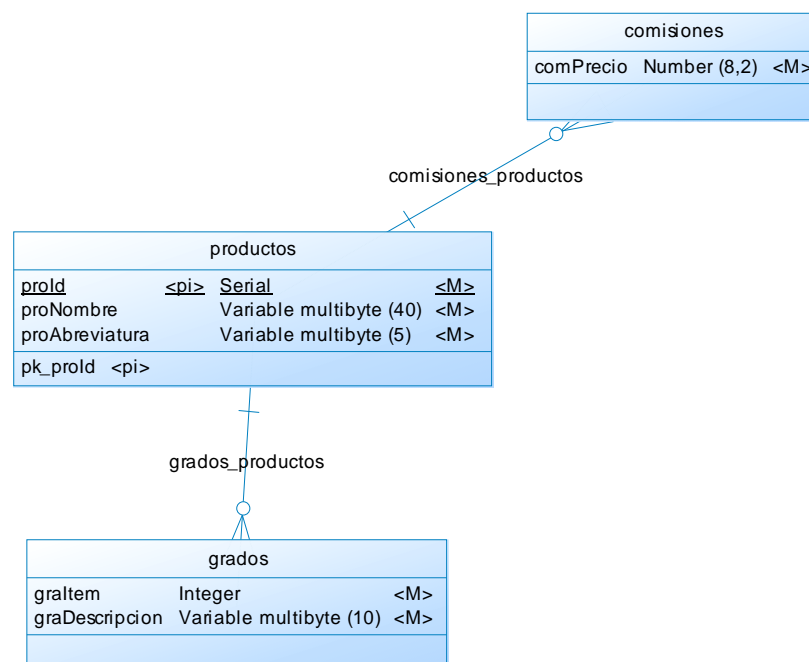 comisiones
comPrecio Number (8,2) <M>
comisiones_productos
productos
proId <pi> Serial <M>
proNombre Variable multibyte (40) <M>
proAbreviatura Variable multibyte (5) <M>
pk_proId <pi>
grados_productos
grados
graItem Integer <M>
graDescripcion Variable multibyte (10) <M>